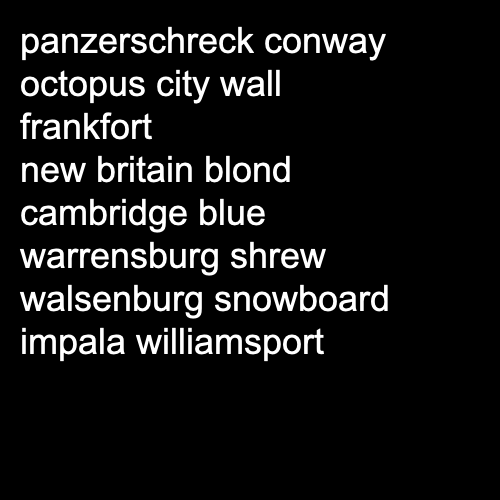 panzerschreck conway
octopus city wall
frankfort
new britain blond
cambridge blue
warrensburg shrew
walsenburg snowboard
impala williamsport